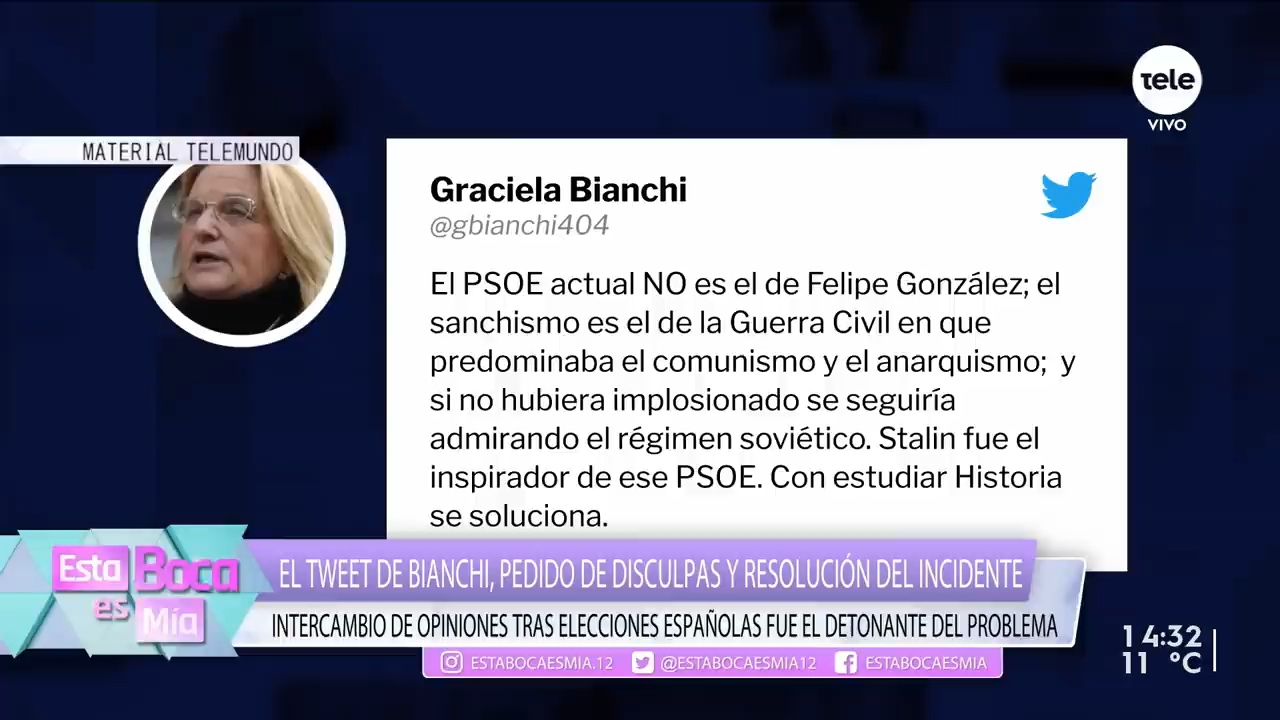 tele
VIVO
MATERIAL TELEMUNDO
Graciela Bianchi
@gbianchi404
El PSOE actual NO es el de Felipe González; el
sanchismo es el de la Guerra Civil en que
predominaba el comunismo y el anarquismo; y
si no hubiera implosionado se seguiría
admirando el régimen soviético. Stalin fue el
inspirador de ese PSOE. Con estudiar Historia
se soluciona.
Esta Boca
es Mía
EL TWEET DE BIANCHI, PEDIDO DE DISCULPAS Y RESOLUCIÓN DEL INCIDENTE
INTERCAMBIO DE OPINIONES TRAS ELECCIONES ESPAÑOLAS FUE EL DETONANTE DEL PROBLEMA
ESTABOCAESMIA.12 @ESTABOCAESMIA12 ESTABOCAESMIA
14:32
11 °C